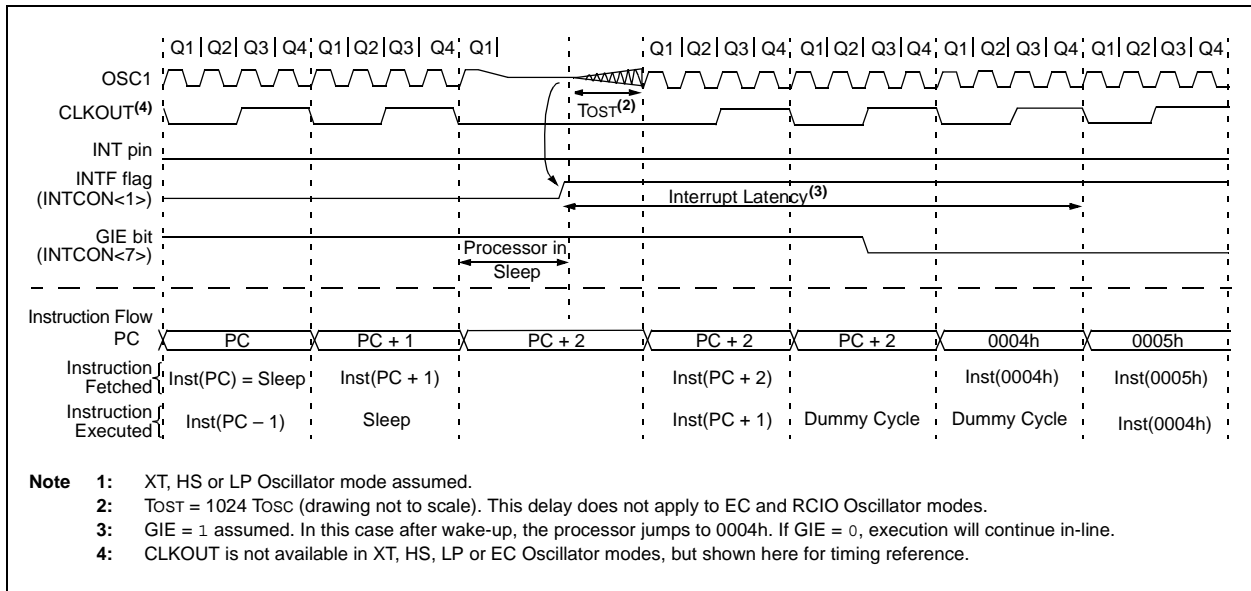 Q1 Q2 Q3 Q4 Q1 Q2 Q3 Q4 Q1 Q1 Q2 Q3 Q4 Q1 Q2 Q3 Q4 Q1 Q2 Q3 Q4 Q1 Q2 Q3 Q4
OSC1
TOST(2)
CLKOUT(4)
INT pin
INTF flag
(INTCON<1>)
Interrupt Latency(3)
GIE bit
(INTCON<7>)
Processor in
Sleep
Instruction Flow
PC PC PC + 1 PC + 2 PC + 2 PC + 2 0004h 0005h
Instruction
Fetched
Inst(PC) = Sleep Inst(PC + 1) Inst(PC + 2) Inst(0004h) Inst(0005h)
Instruction
Executed
Inst(PC – 1) Sleep Inst(PC + 1) Dummy Cycle Dummy Cycle Inst(0004h)
Note 1: XT, HS or LP Oscillator mode assumed.
2: TOST = 1024 TOSC (drawing not to scale). This delay does not apply to EC and RCIO Oscillator modes.
3: GIE = 1 assumed. In this case after wake-up, the processor jumps to 0004h. If GIE = 0, execution will continue in-line.
4: CLKOUT is not available in XT, HS, LP or EC Oscillator modes, but shown here for timing reference.